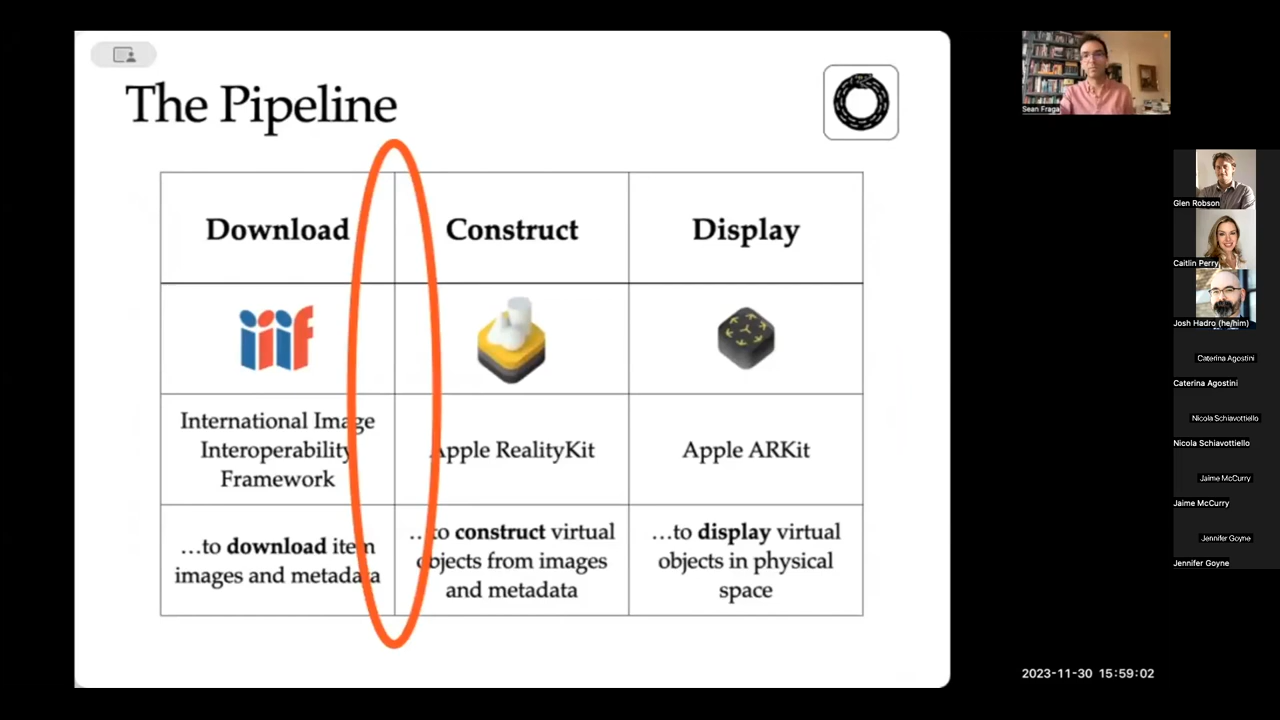 The Pipeline
Download
Construct
Display
iiif
International Image
Interoperability
Framework
Apple RealityKit
Apple ARKit
…to download item
images and metadata
…to construct virtual
objects from images
and metadata
…to display virtual
objects in physical
space
Sean Fraga
Glen Robson
Caitlin Perry
Josh Hadro (he/him)
Caterina Agostini
Caterina Agostini
Nicola Schiavottiello
Nicola Schiavottiello
Jaime McCurry
Jaime McCurry
Jennifer Goyne
Jennifer Goyne
2023-11-30 15:59:02